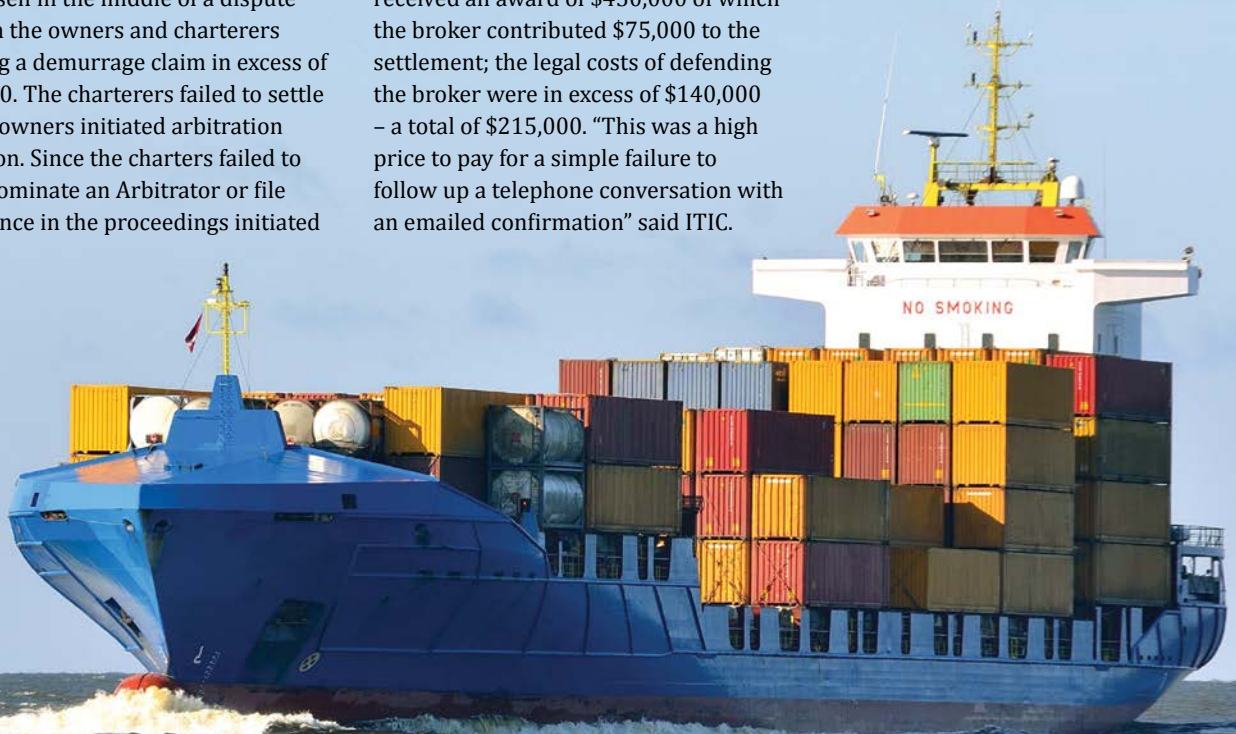 in the middle of a dispute
n the owners and charterers
g a demurrage claim in excess of
0. The charterers failed to settle
owners initiated arbitration
on. Since the charters failed to
ominate an Arbitrator or file
nce in the proceedings initiated
received an award of of which
the broker contributed $75,000 to the
settlement; the legal costs of defending
the broker were in excess of $140,000
– a total of $215,000. “This was a high
price to pay for a simple failure to
follow up a telephone conversation with
an emailed confirmation” said ITIC.
NO SMOKING